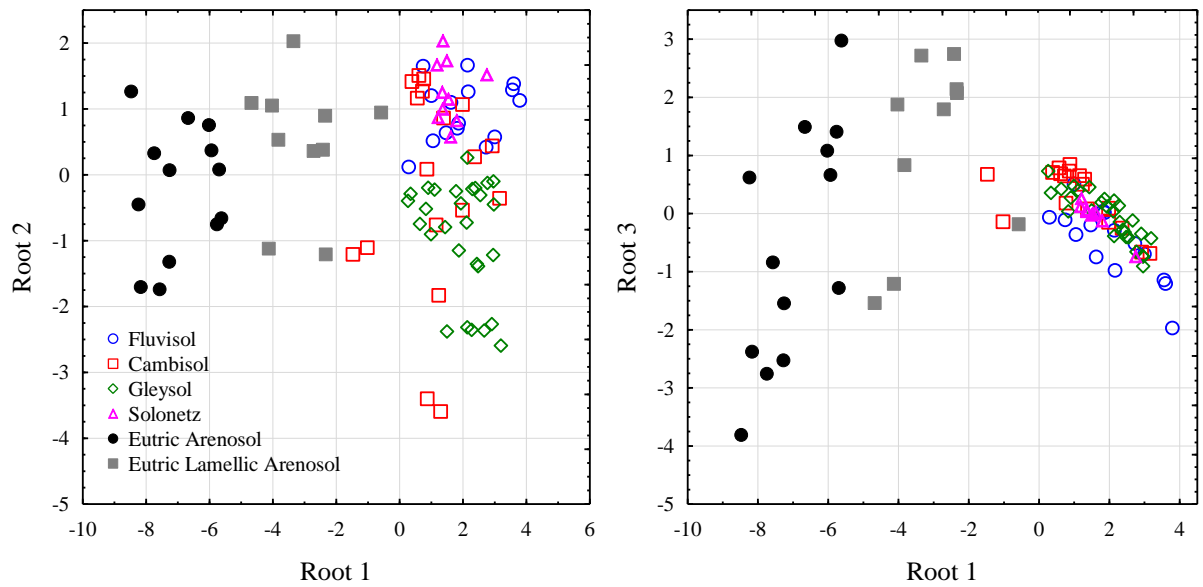 2
1
0
-1
-2
-3
-4
-5
Root 2
Fluvisol
Cambisol
Gleysol
Solonetz
Eutric Arenosol
Eutric Lamellic Arenosol
-10 -8 -6 -4 -2 0 2 4 6
Root 1
3
2
1
0
-1
-2
-3
-4
-5
Root 3
-10 -8 -6 -4 -2 0 2 4
Root 1